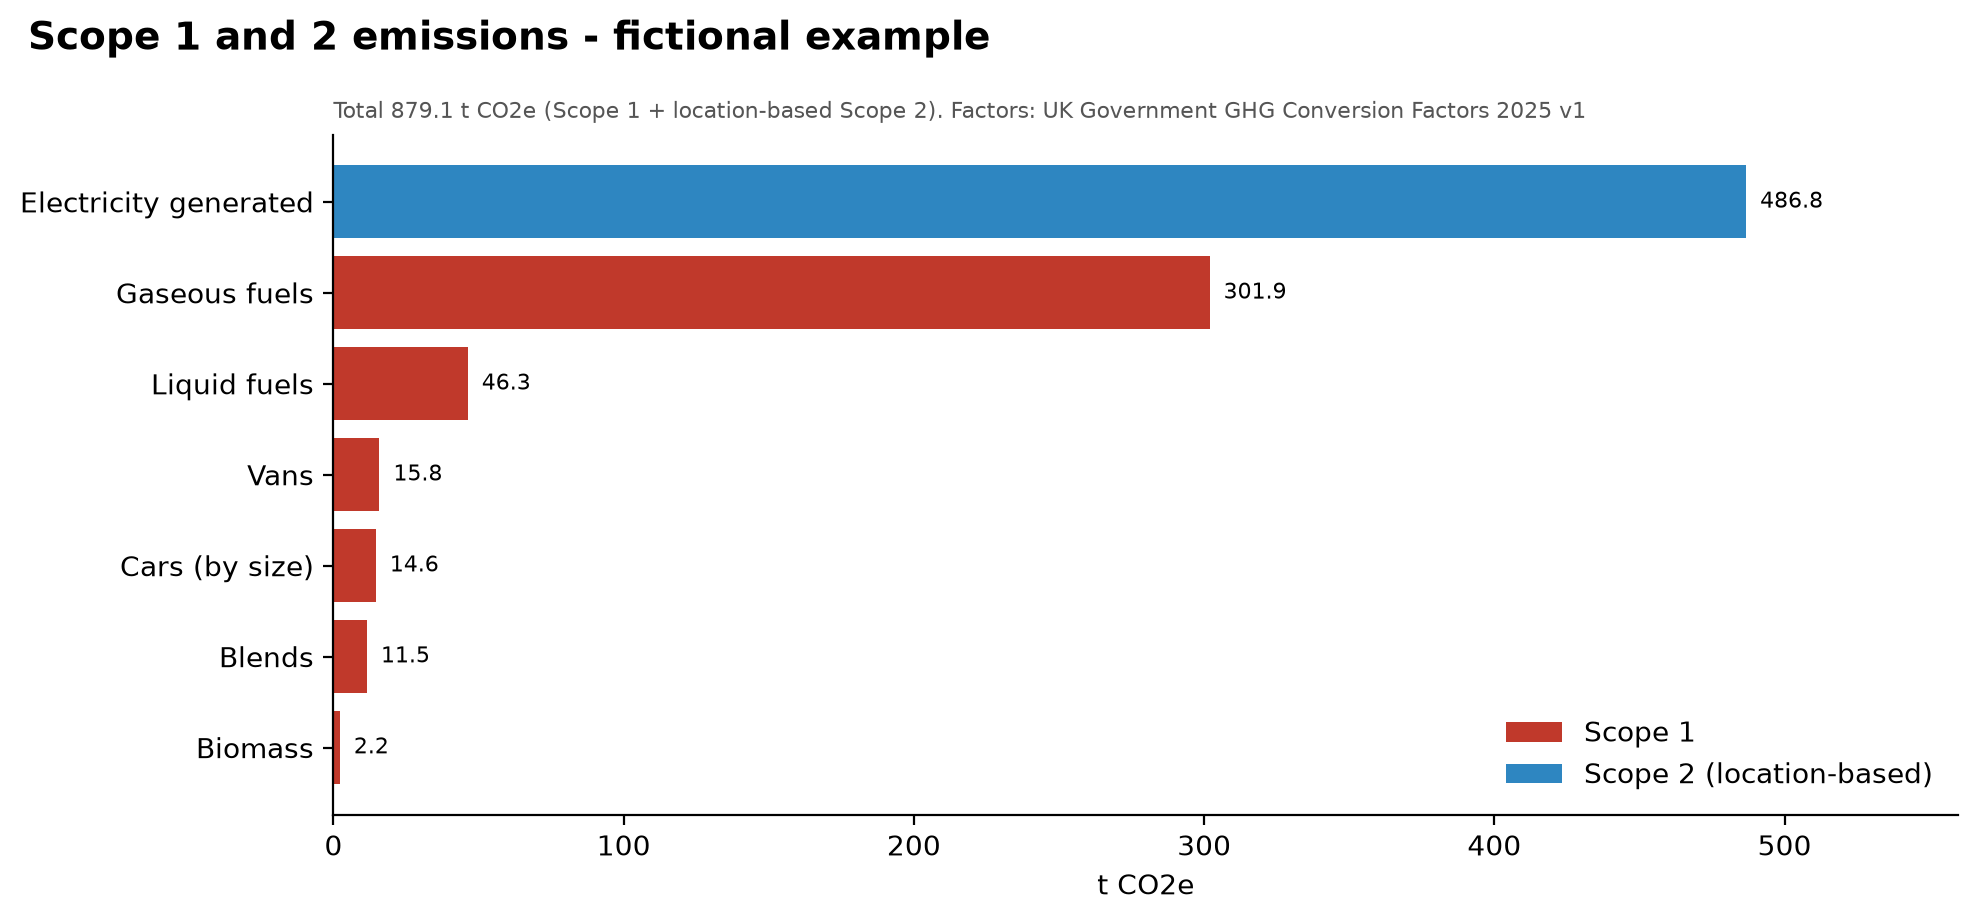 Scope 1 and 2 emissions - fictional example
Total 879.1 t CO2e (Scope 1 + location-based Scope 2). Factors: UK Government GHG Conversion Factors 2025 v1
Electricity generated 486.8
Gaseous fuels 301.9
Liquid fuels 46.3
Vans 15.8
Cars (by size) 14.6
Blends 11.5
Biomass 2.2
Scope 1
Scope 2 (location-based)
0 100 200 300 400 500
t CO2e